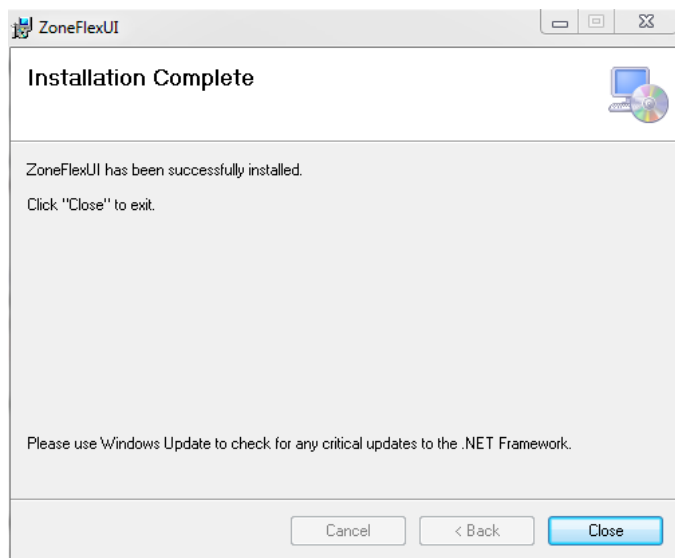 ZoneFlexUI
Installation Complete
ZoneFlexUI has been successfully installed.
Click "Close" to exit.
Please use Windows Update to check for any critical updates to the .NET Framework.
Cancel
< Back
Close